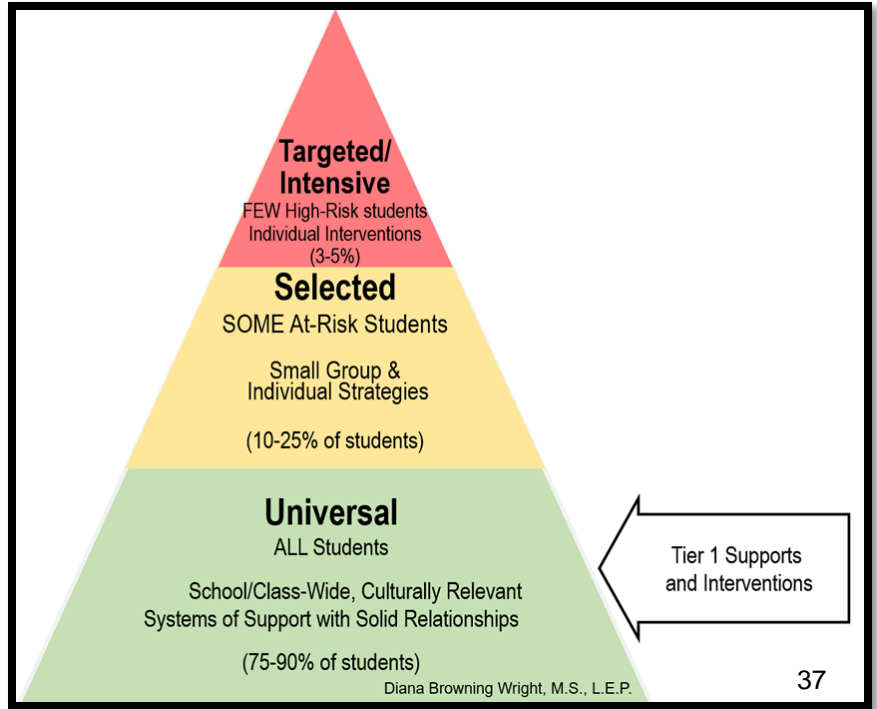 Targeted/
Intensive
FEW High-Risk students
Individual Interventions
(3-5%)
Selected
SOME At-Risk Students
Small Group &
Individual Strategies
(10-25% of students)
Universal
ALL Students
School/Class-Wide, Culturally Relevant
Systems of Support with Solid Relationships
(75-90% of students)
Tier 1 Supports
and Interventions
Diana Browning Wright, M.S., L.E.P.
37